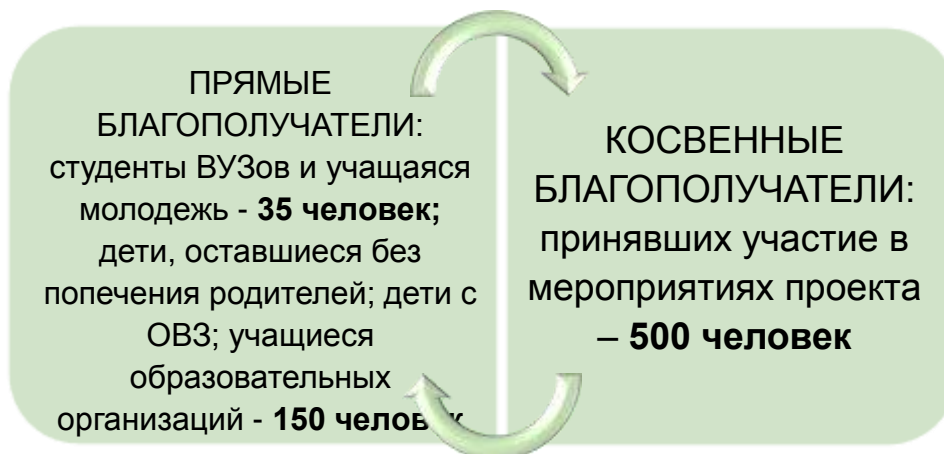 ПРЯМЫЕ
БЛАГОПОЛУЧАТЕЛИ:
студенты ВУЗов и учащаяся
молодежь - 35 человек;
дети, оставшиеся без
попечения родителей; дети с
ОВЗ; учащиеся
образовательных
организаций - 150 человек
КОСВЕННЫЕ
БЛАГОПОЛУЧАТЕЛИ:
принявших участие в
мероприятиях проекта
– 500 человек